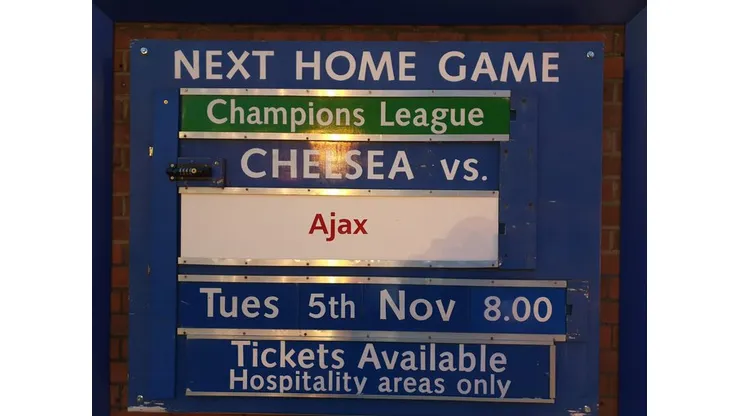 NEXT HOME GAME
Champions League
CHELSEA vs.
Ajax
Tues 5th Nov 8.00
Tickets Available
Hospitality areas only